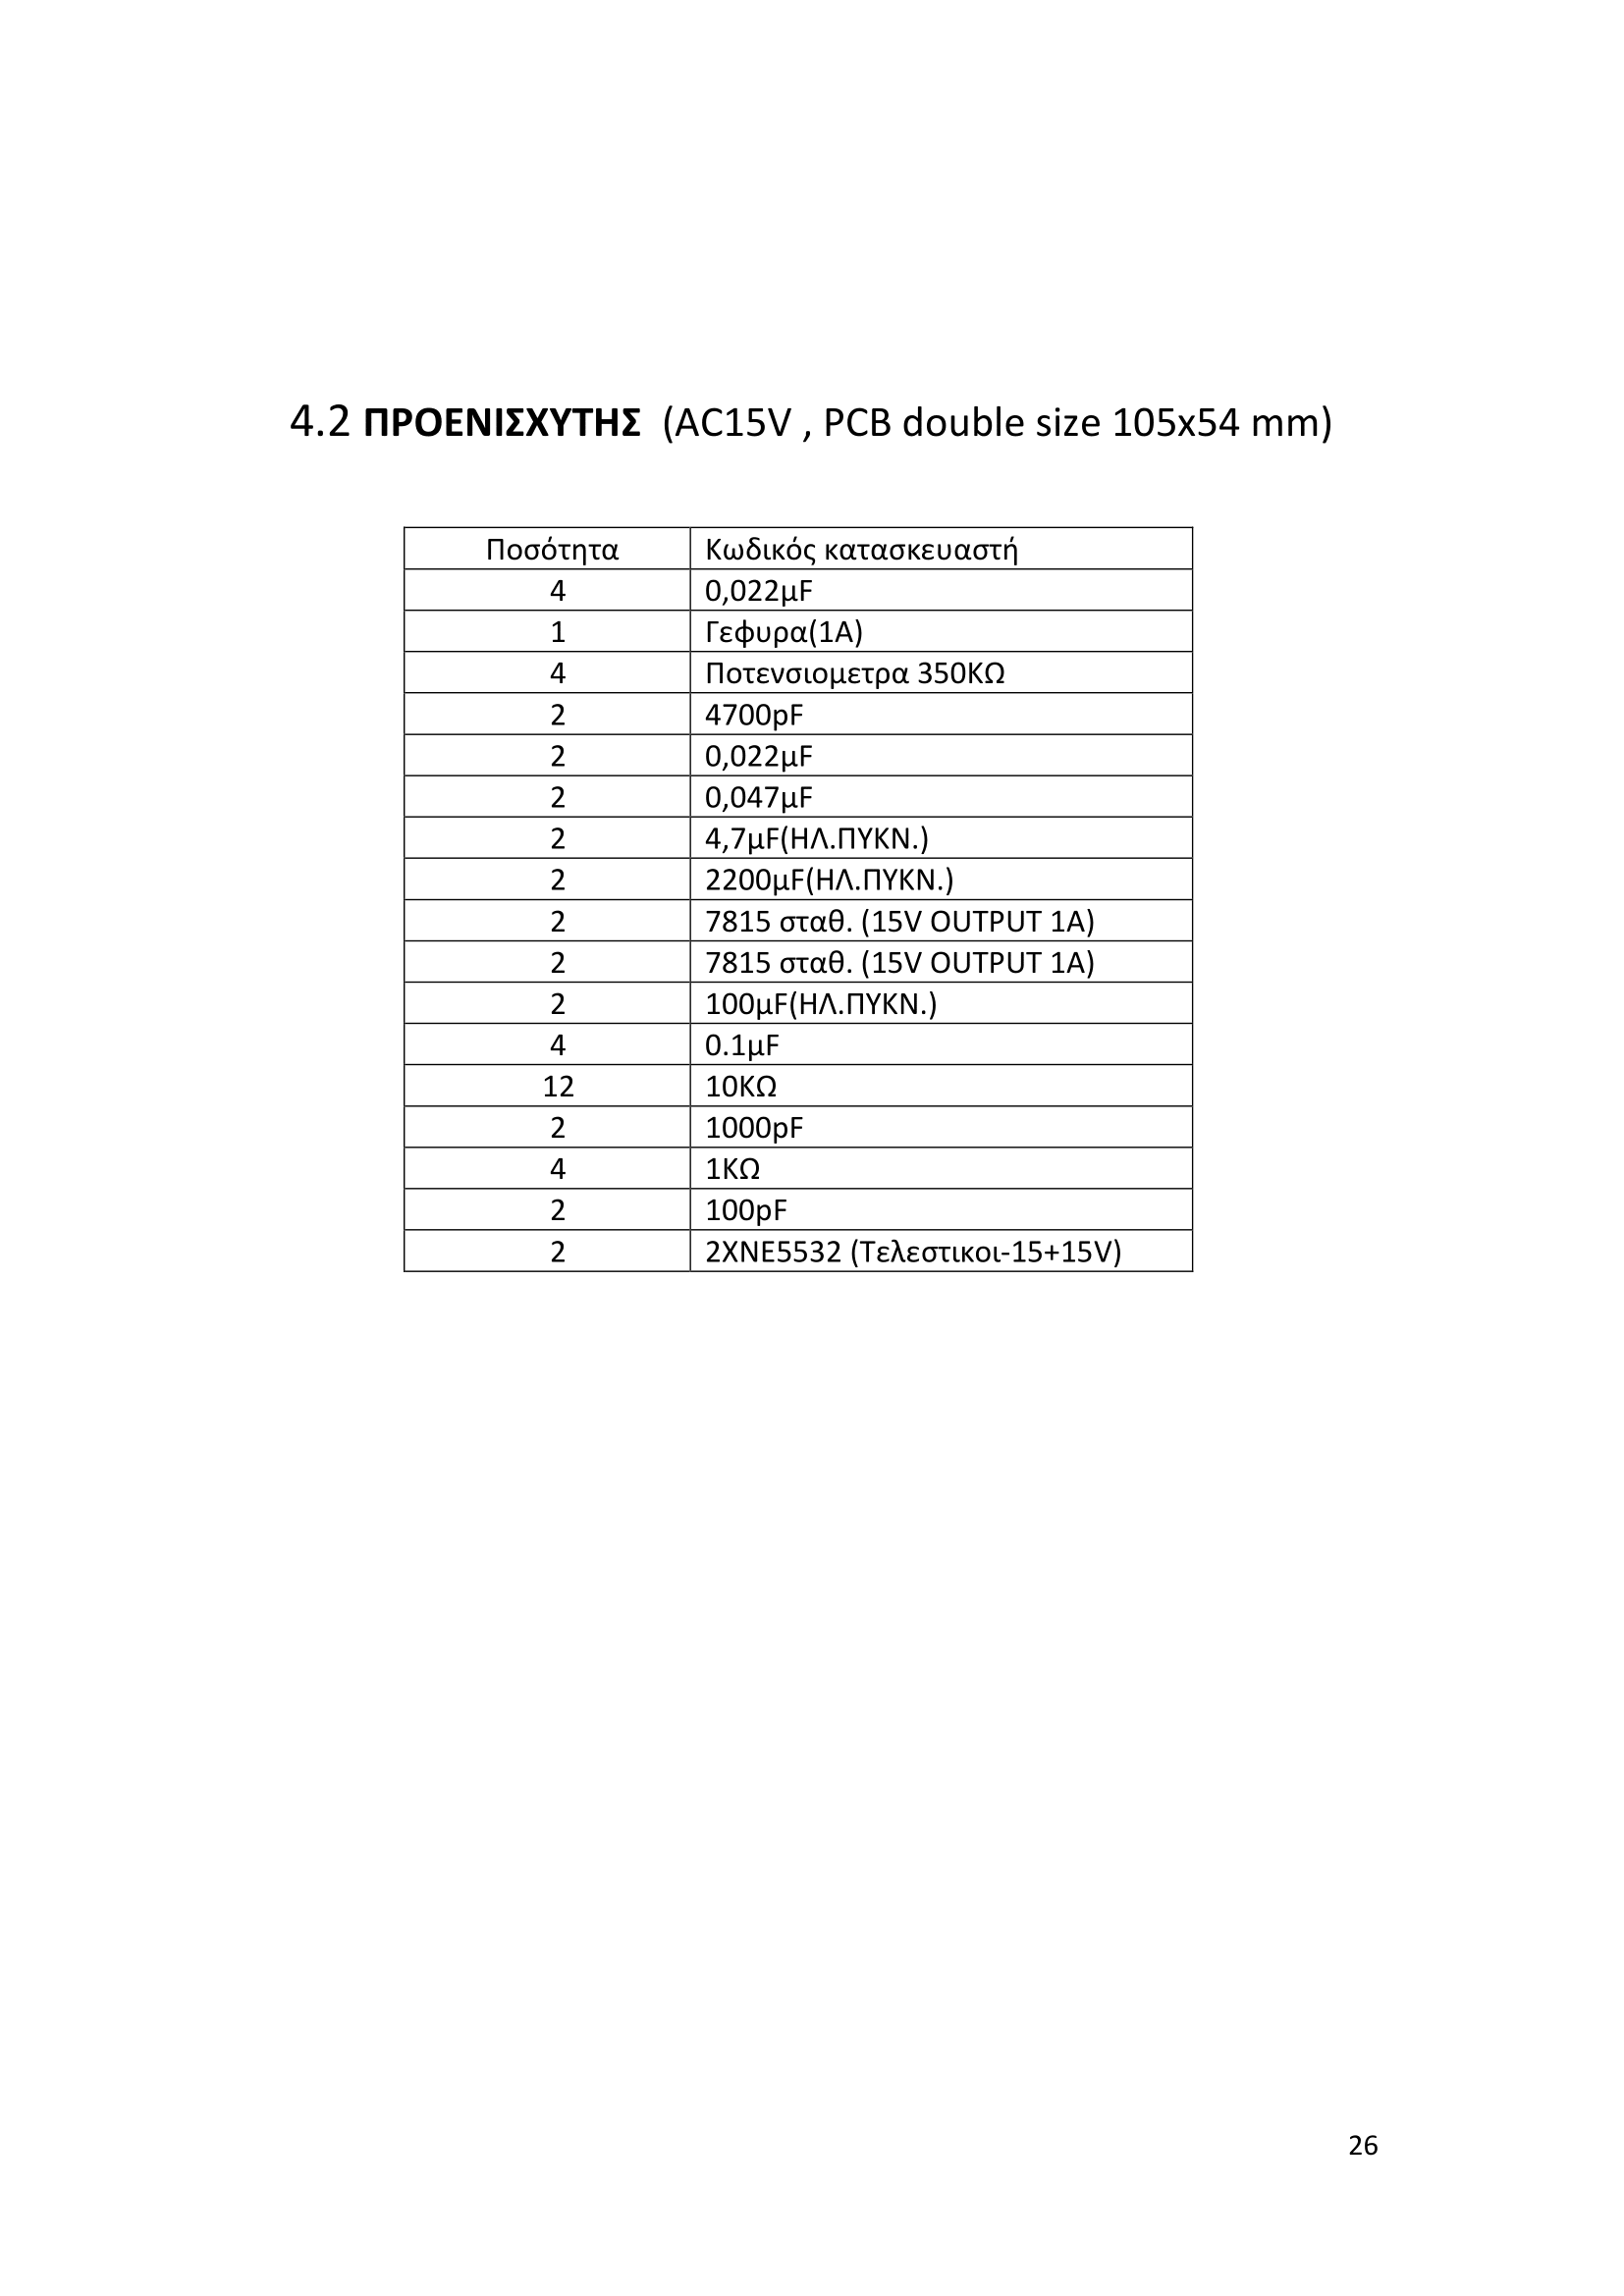 4.2 ΠΡΟΕΝΙΣΧΥΤΗΣ (AC15V , PCB double size 105x54 mm)
Ποσότητα Κωδικός κατασκευαστή
4 0,022μF
1 Γεφυρα(1Α)
4 Ποτενσιομετρα 350ΚΩ
2 4700pF
2 0,022μF
2 0,047μF
2 4,7μF(ΗΛ.ΠΥΚΝ.)
2 2200μF(ΗΛ.ΠΥΚΝ.)
2 7815 σταθ. (15V OUTPUT 1A)
2 7815 σταθ. (15V OUTPUT 1A)
2 100μF(ΗΛ.ΠΥΚΝ.)
4 0.1μF
12 10ΚΩ
2 1000pF
4 1ΚΩ
2 100pF
2 2XNE5532 (Τελεστικοι-15+15V)
26